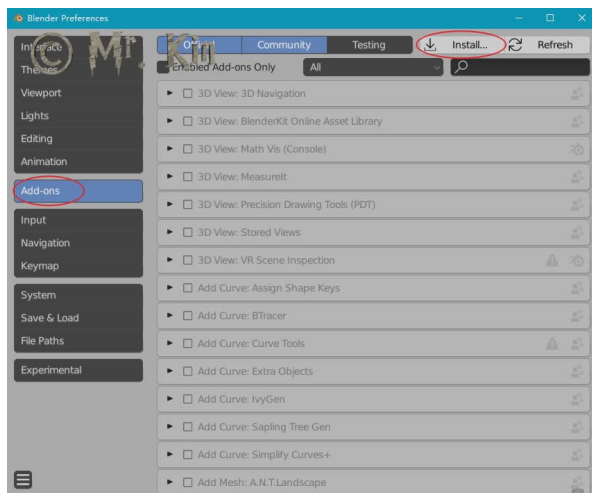 Blender Preferences
© Mr. Kin
Interface
Themes
Viewport
Lights
Editing
Animation
Add-ons
Input
Navigation
Keymap
System
Save & Load
File Paths
Experimental
Official Community Testing Install... Refresh
Enabled Add-ons Only All
3D View: 3D Navigation
3D View: BlenderKit Online Asset Library
3D View: Math Vis (Console)
3D View: MeasureIt
3D View: Precision Drawing Tools (PDT)
3D View: Stored Views
3D View: VR Scene Inspection
Add Curve: Assign Shape Keys
Add Curve: BTracer
Add Curve: Curve Tools
Add Curve: Extra Objects
Add Curve: IvyGen
Add Curve: Sapling Tree Gen
Add Curve: Simplify Curves+
Add Mesh: A.N.T.Landscape